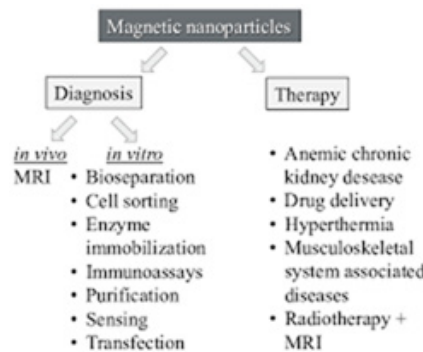 Magnetic nanoparticles
Diagnosis
Therapy
in vivo
MRI
in vitro
• Bioseparation
• Cell sorting
• Enzyme
immobilization
• Immunoassays
• Purification
• Sensing
• Transfection
• Anemic chronic
kidney desease
• Drug delivery
• Hyperthermia
• Musculoskeletal
system associated
diseases
• Radiotherapy +
MRI